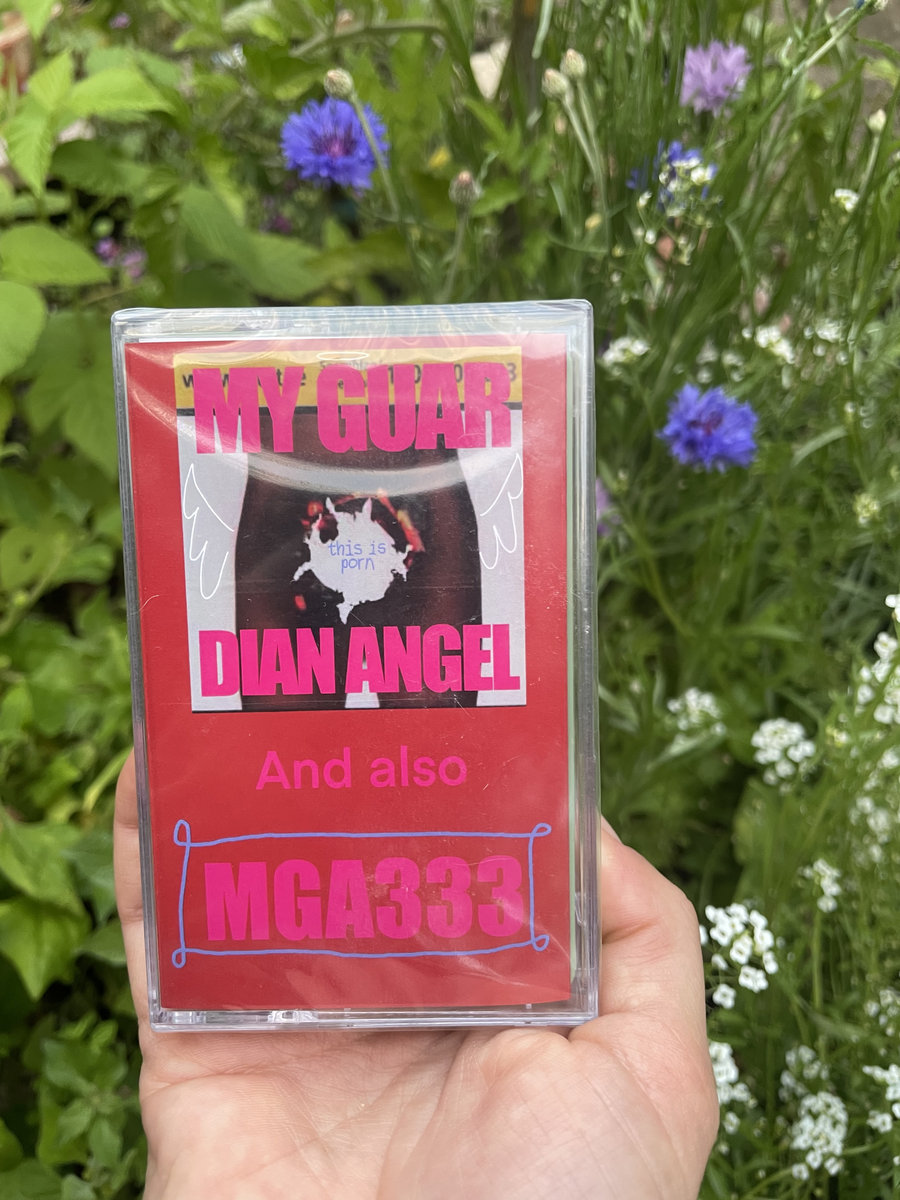 MY GUAR
this is
porn
DIAN ANGEL
And also
MGA333